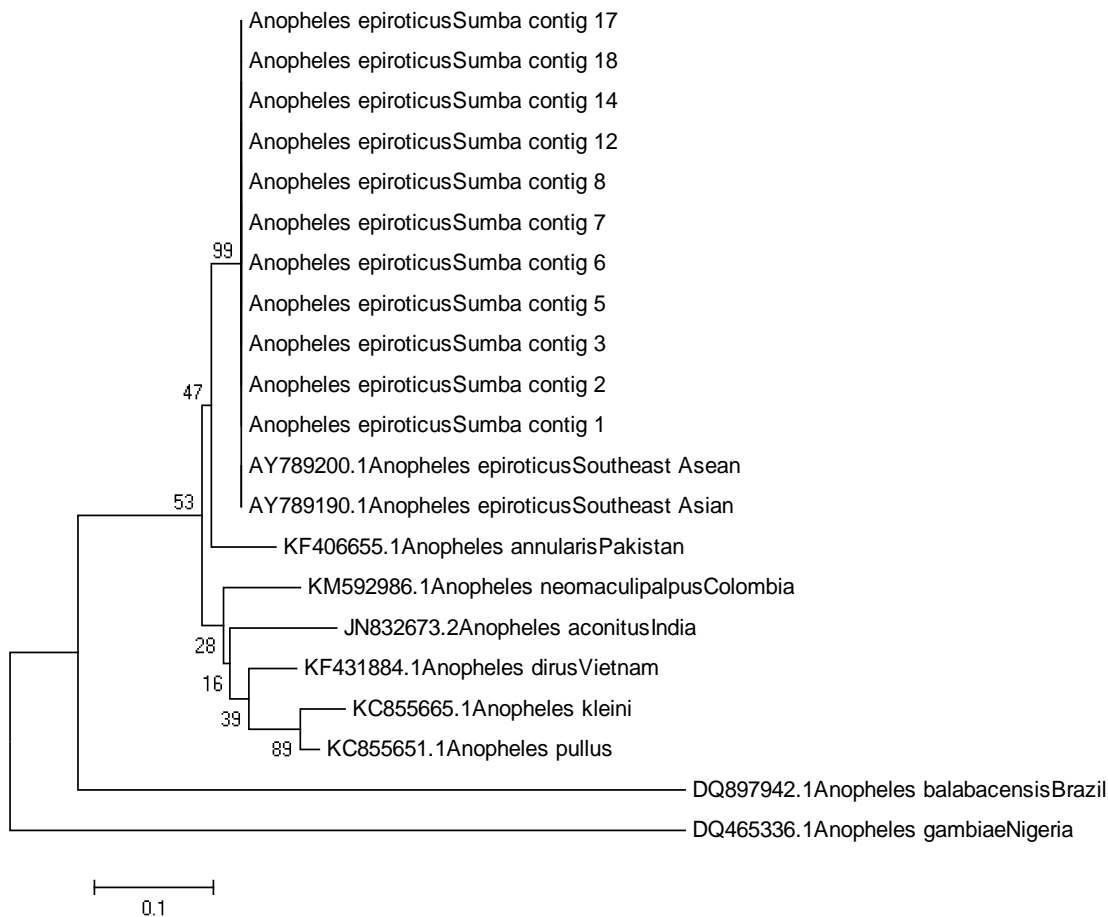 Anopheles epiroticusSumba contig 17
Anopheles epiroticusSumba contig 18
Anopheles epiroticusSumba contig 14
Anopheles epiroticusSumba contig 12
Anopheles epiroticusSumba contig 8
Anopheles epiroticusSumba contig 7
Anopheles epiroticusSumba contig 6
Anopheles epiroticusSumba contig 5
Anopheles epiroticusSumba contig 3
Anopheles epiroticusSumba contig 2
Anopheles epiroticusSumba contig 1
AY789200.1Anopheles epiroticusSoutheast Asean
AY789190.1Anopheles epiroticusSoutheast Asian
KF406655.1Anopheles annularisPakistan
KM592986.1Anopheles neomaculipalpusColombia
JN832673.2Anopheles aconitusIndia
KF431884.1Anopheles dirusVietnam
KC855665.1Anopheles kleini
KC855651.1Anopheles pullus
DQ897942.1Anopheles balabacensisBrazil
DQ465336.1Anopheles gambiaeNigeria
99
47
53
28
16
39
89
0.1